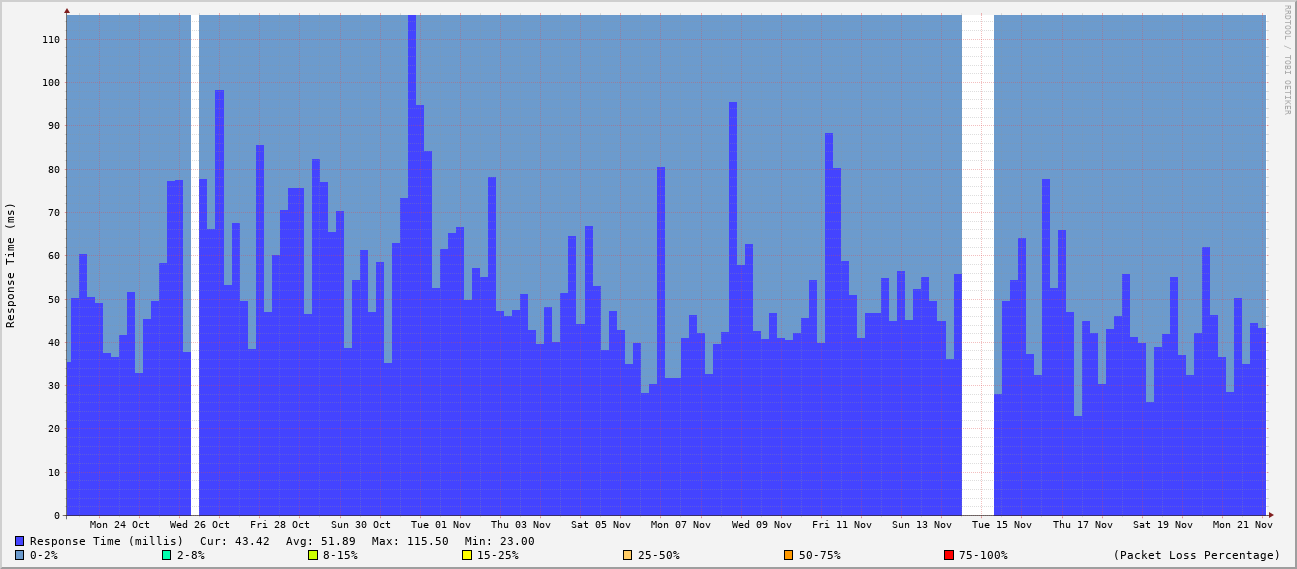 RRDTOOL / TOBI OETIKER
Response Time (ms)
110
100
90
80
70
60
50
40
30
20
10
0
Mon 24 Oct Wed 26 Oct Fri 28 Oct Sun 30 Oct Tue 01 Nov Thu 03 Nov Sat 05 Nov Mon 07 Nov Wed 09 Nov Fri 11 Nov Sun 13 Nov Tue 15 Nov Thu 17 Nov Sat 19 Nov Mon 21 Nov
Response Time (millis) Cur: 43.42 Avg: 51.89 Max: 115.50 Min: 23.00
0-2% 2-8% 8-15% 15-25% 25-50% 50-75% 75-100% (Packet Loss Percentage)